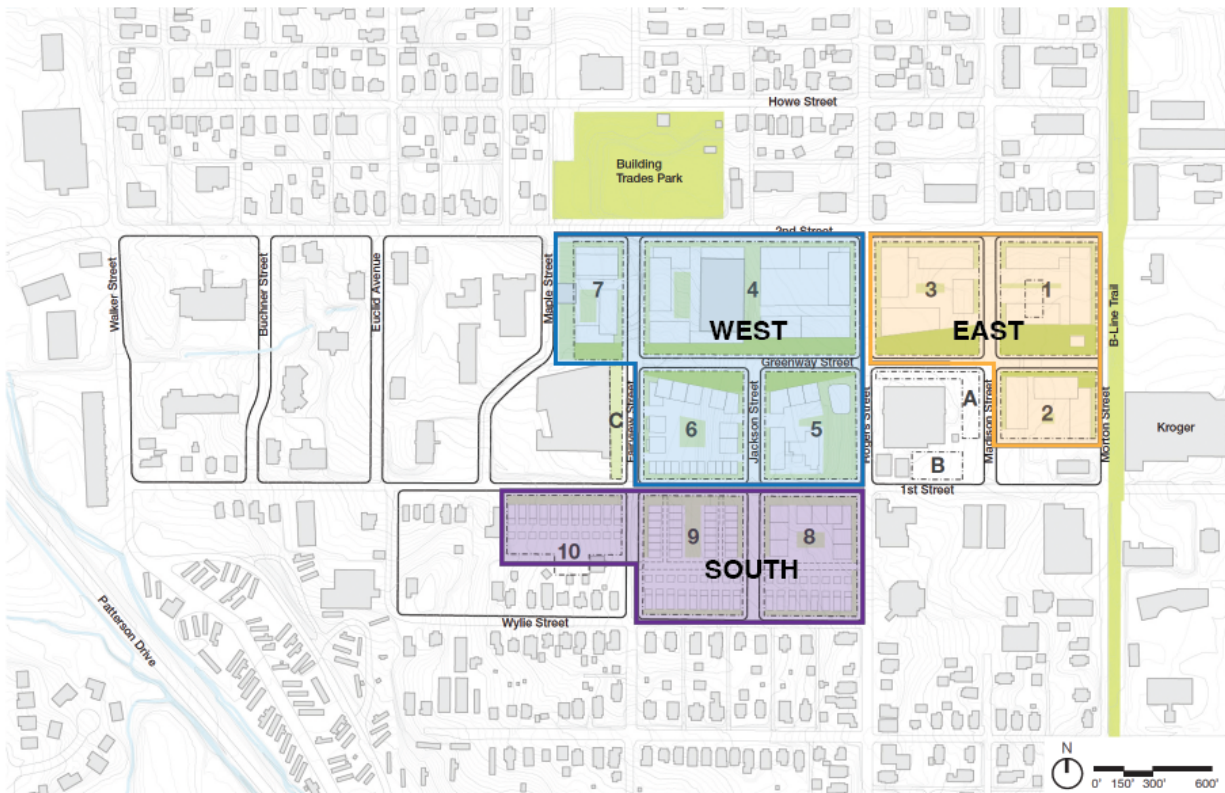 Howe Street
Building
Trades Park
2nd Street
Walker Street
Buchner Street
Euclid Avenue
Maple Street
7
4
3
1
WEST
EAST
B-Line Trail
Greenway Street
C
Fairview Street
6
Jackson Street
5
Rogers Street
A
Madison Street
2
Morton Street
Kroger
B
1st Street
10
9
8
SOUTH
Wylie Street
Patterson Drive
N
0' 150' 300' 600'